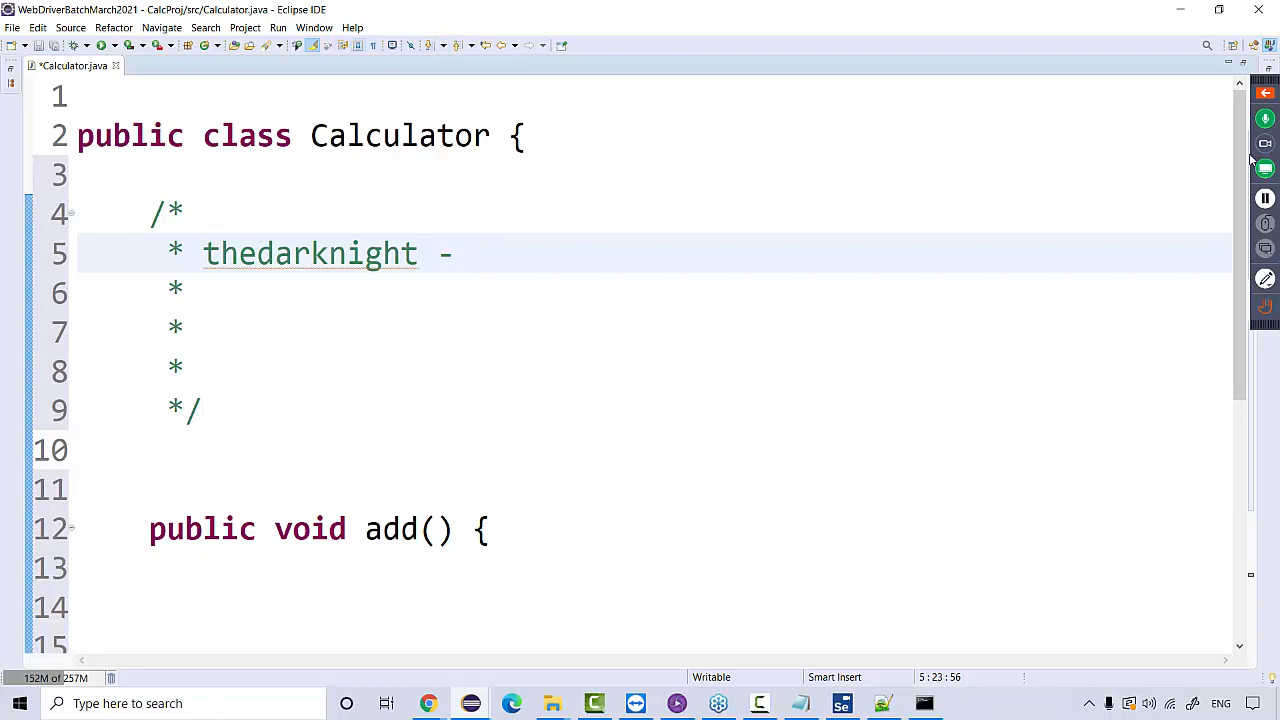 WebDriverBatchMarch2021 - CalcProj/src/Calculator.java - Eclipse IDE
File Edit Source Refactor Navigate Search Project Run Window Help
*Calculator.java
1
2 public class Calculator {
3
4 /*
5 * thedarknight -
6 *
7 *
8 *
9 */
10
11
12 public void add() {
13
14
15
152M of 257M Writable Smart Insert 5 : 23 : 56
Type here to search Se ENG